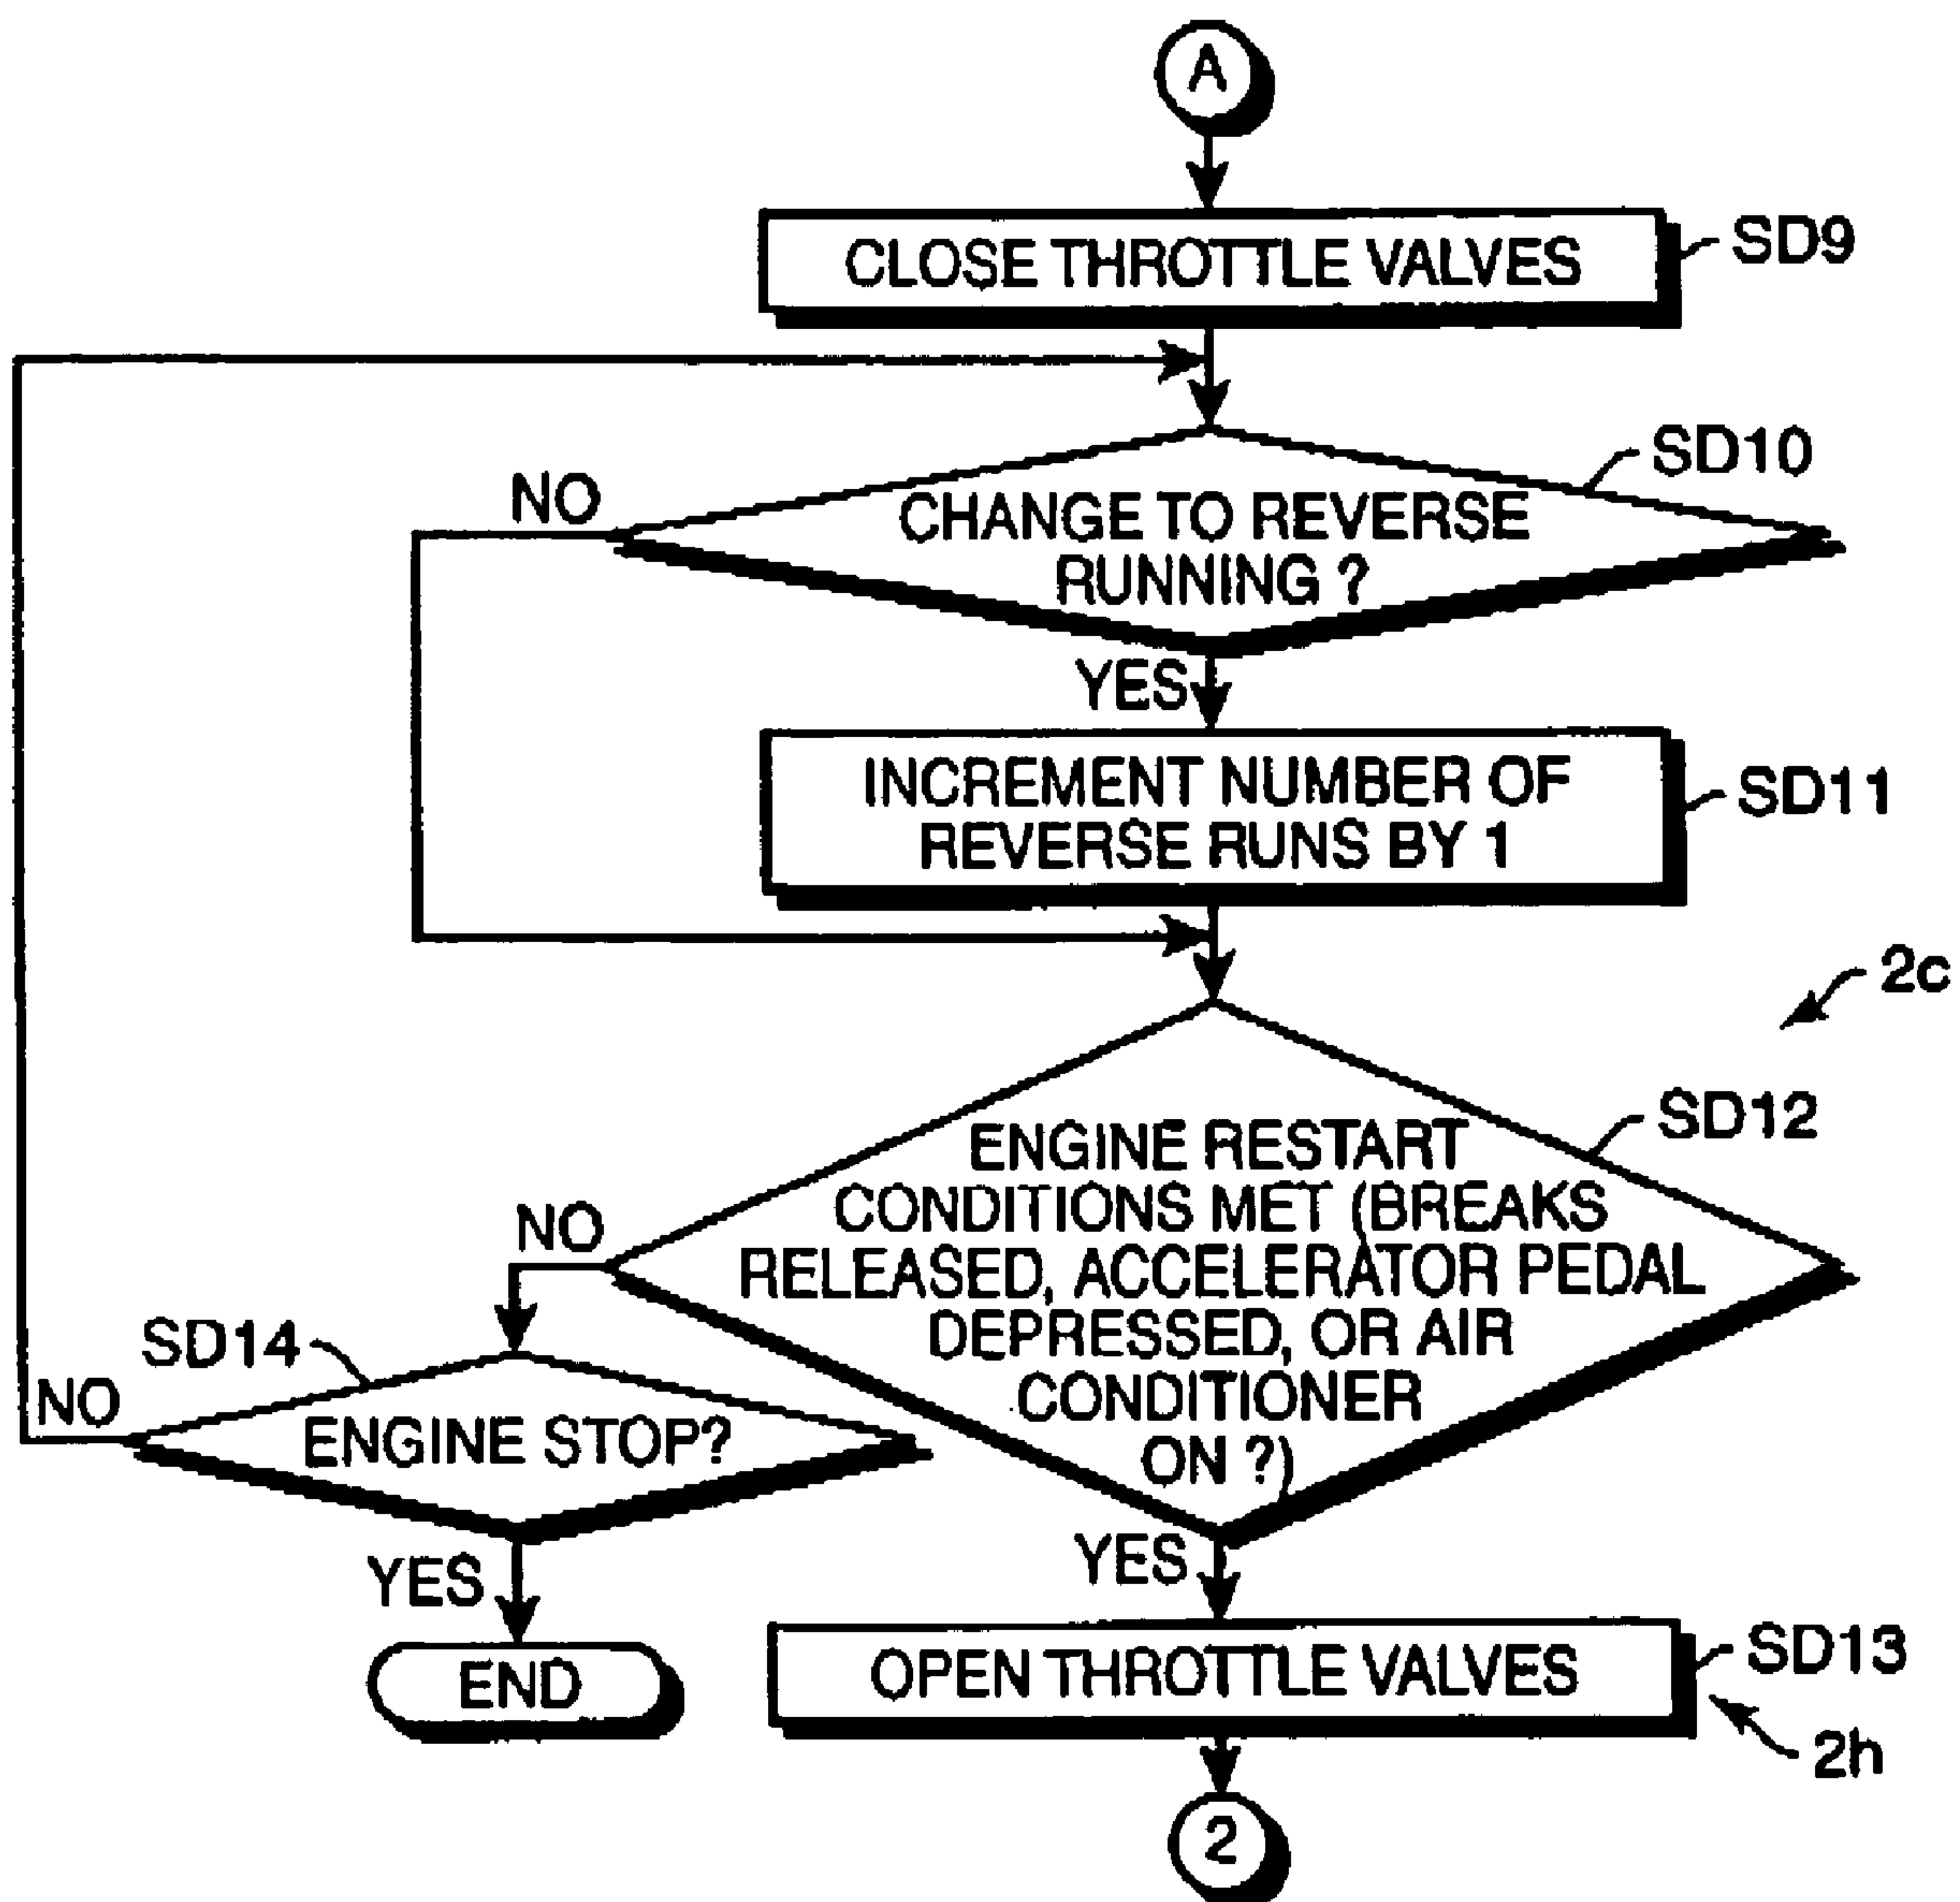 A
CLOSE THROTTLE VALVES
SD9
SD10
NO
CHANGE TO REVERSE
RUNNING ?
YES
INCREMENT NUMBER OF
REVERSE RUNS BY 1
SD11
2c
SD12
ENGINE RESTART
CONDITIONS MET (BREAKS
RELEASED, ACCELERATOR PEDAL
DEPRESSED, OR AIR
CONDITIONER
ON ?)
NO
SD14
NO
ENGINE STOP?
YES
END
YES
OPEN THROTTLE VALVES
SD13
2h
2